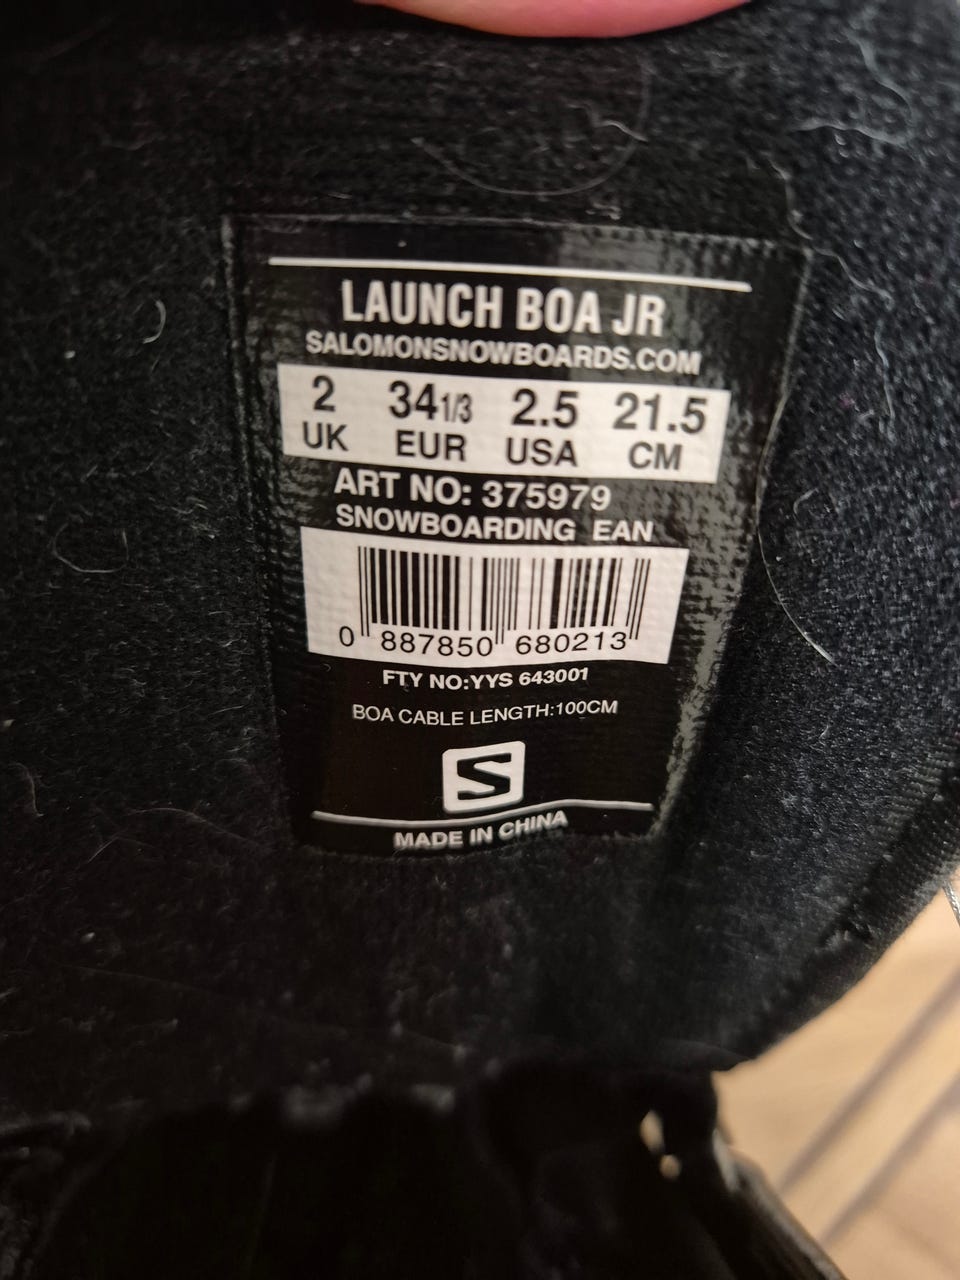 LAUNCH BOA JR
SALOMONSNOWBOARDS.COM
2 34 1/3 2.5 21.5
UK EUR USA CM
ART NO: 375979
SNOWBOARDING EAN
0 887850 680213
FTY NO:YYS 643001
BOA CABLE LENGTH:100CM
S
MADE IN CHINA